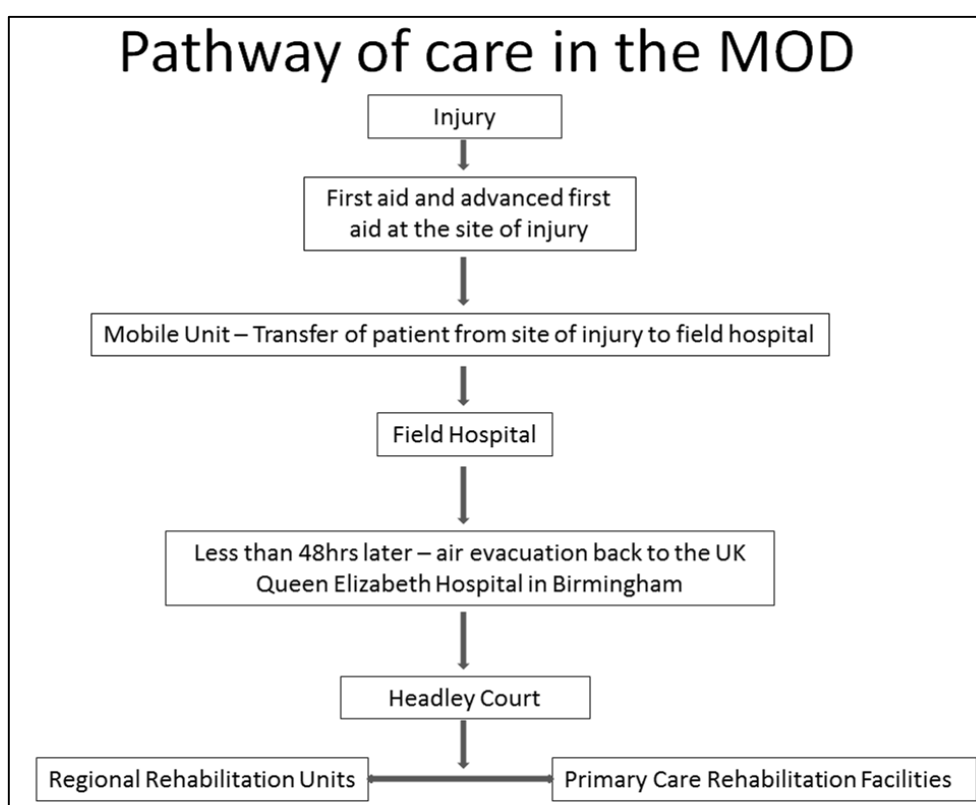 Pathway of care in the MOD
Injury
First aid and advanced first
aid at the site of injury
Mobile Unit – Transfer of patient from site of injury to field hospital
Field Hospital
Less than 48hrs later – air evacuation back to the UK
Queen Elizabeth Hospital in Birmingham
Headley Court
Regional Rehabilitation Units
Primary Care Rehabilitation Facilities